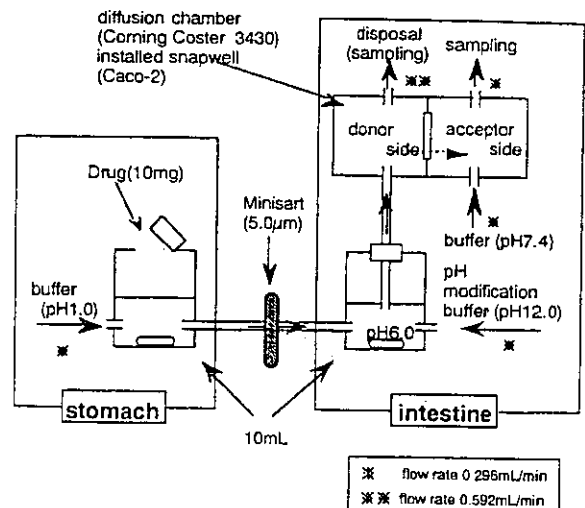 diffusion chamber
(Corning Coster 3430)
installed snapwell
(Caco-2)
disposal
(sampling)
sampling
※※
※
donor
side
acceptor
side
Drug(10mg)
Minisart
(5.0μm)
※
buffer (pH7.4)
buffer
(pH1.0)
※
pH
modification
buffer (pH12.0)
※
pH6.0
stomach
10mL
intestine
※ flow rate 0 296mL/min
※※ flow rate 0.592mL/min